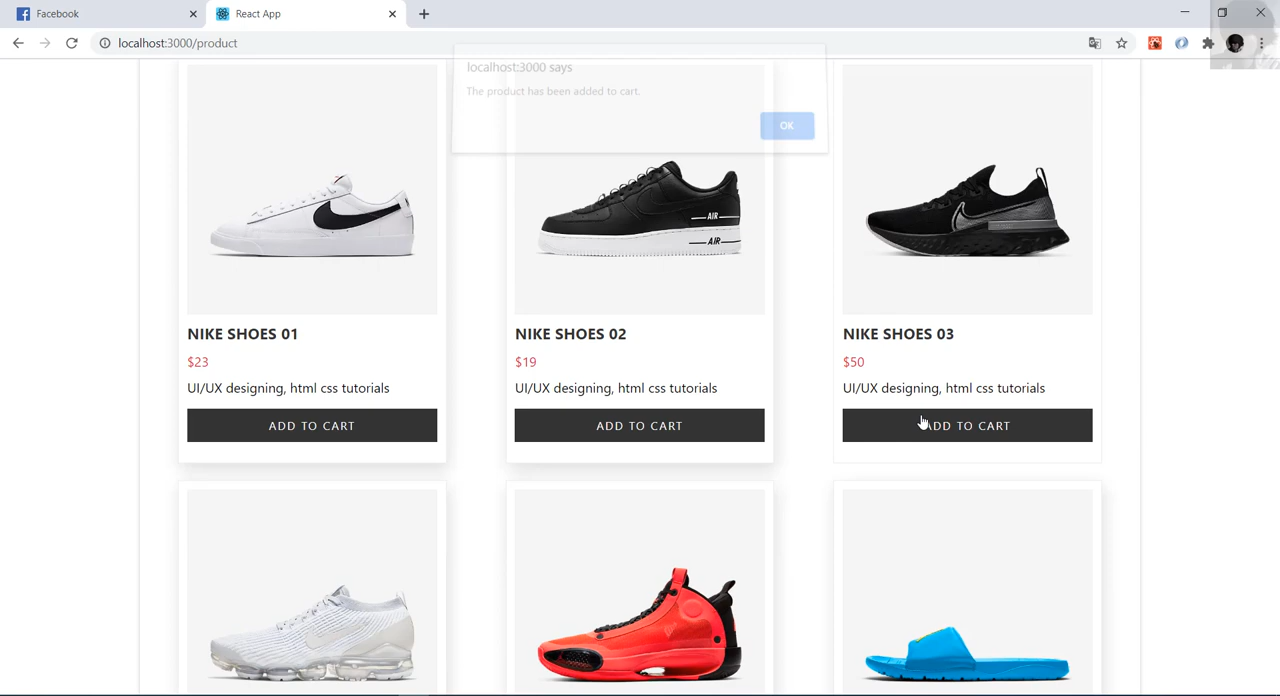 Facebook
React App
localhost:3000/product
localhost:3000 says
The product has been added to cart.
OK
AIR
AIR
NIKE SHOES 01
$23
UI/UX designing, html css tutorials
ADD TO CART
NIKE SHOES 02
$19
UI/UX designing, html css tutorials
ADD TO CART
NIKE SHOES 03
$50
UI/UX designing, html css tutorials
DD TO CART